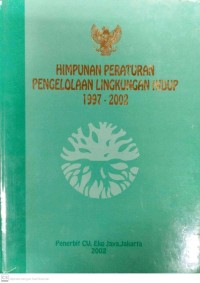 HIMPUNAN PERATURAN
PENGELOLAAN LINGKUNGAN HIDUP
1997 - 2002
Penerbit CV. Eko Jaya, Jakarta
2002